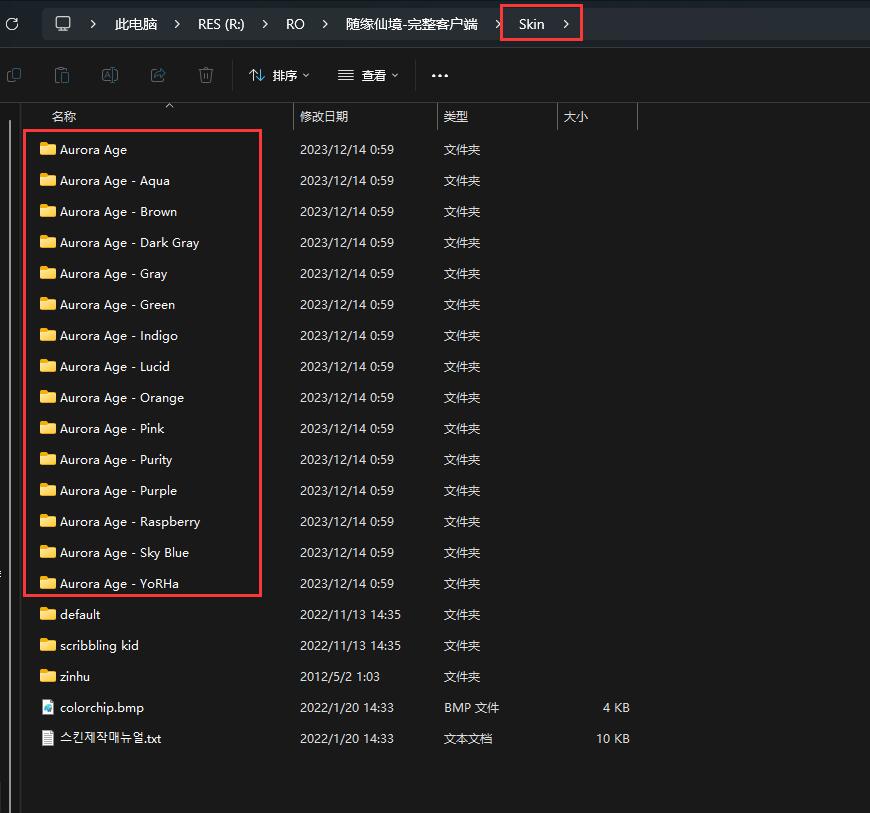 此电脑 RES (R:) RO 随缘仙境-完整客户端 Skin
排序 查看
名称 修改日期 类型 大小
Aurora Age 2023/12/14 0:59 文件夹
Aurora Age - Aqua 2023/12/14 0:59 文件夹
Aurora Age - Brown 2023/12/14 0:59 文件夹
Aurora Age - Dark Gray 2023/12/14 0:59 文件夹
Aurora Age - Gray 2023/12/14 0:59 文件夹
Aurora Age - Green 2023/12/14 0:59 文件夹
Aurora Age - Indigo 2023/12/14 0:59 文件夹
Aurora Age - Lucid 2023/12/14 0:59 文件夹
Aurora Age - Orange 2023/12/14 0:59 文件夹
Aurora Age - Pink 2023/12/14 0:59 文件夹
Aurora Age - Purity 2023/12/14 0:59 文件夹
Aurora Age - Purple 2023/12/14 0:59 文件夹
Aurora Age - Raspberry 2023/12/14 0:59 文件夹
Aurora Age - Sky Blue 2023/12/14 0:59 文件夹
Aurora Age - YoRHa 2023/12/14 0:59 文件夹
default 2022/11/13 14:35 文件夹
scribbling kid 2022/11/13 14:35 文件夹
zinhu 2012/5/2 1:03 文件夹
colorchip.bmp 2022/1/20 14:33 BMP 文件 4 KB
스킨제작매뉴얼.txt 2022/1/20 14:33 文本文档 10 KB